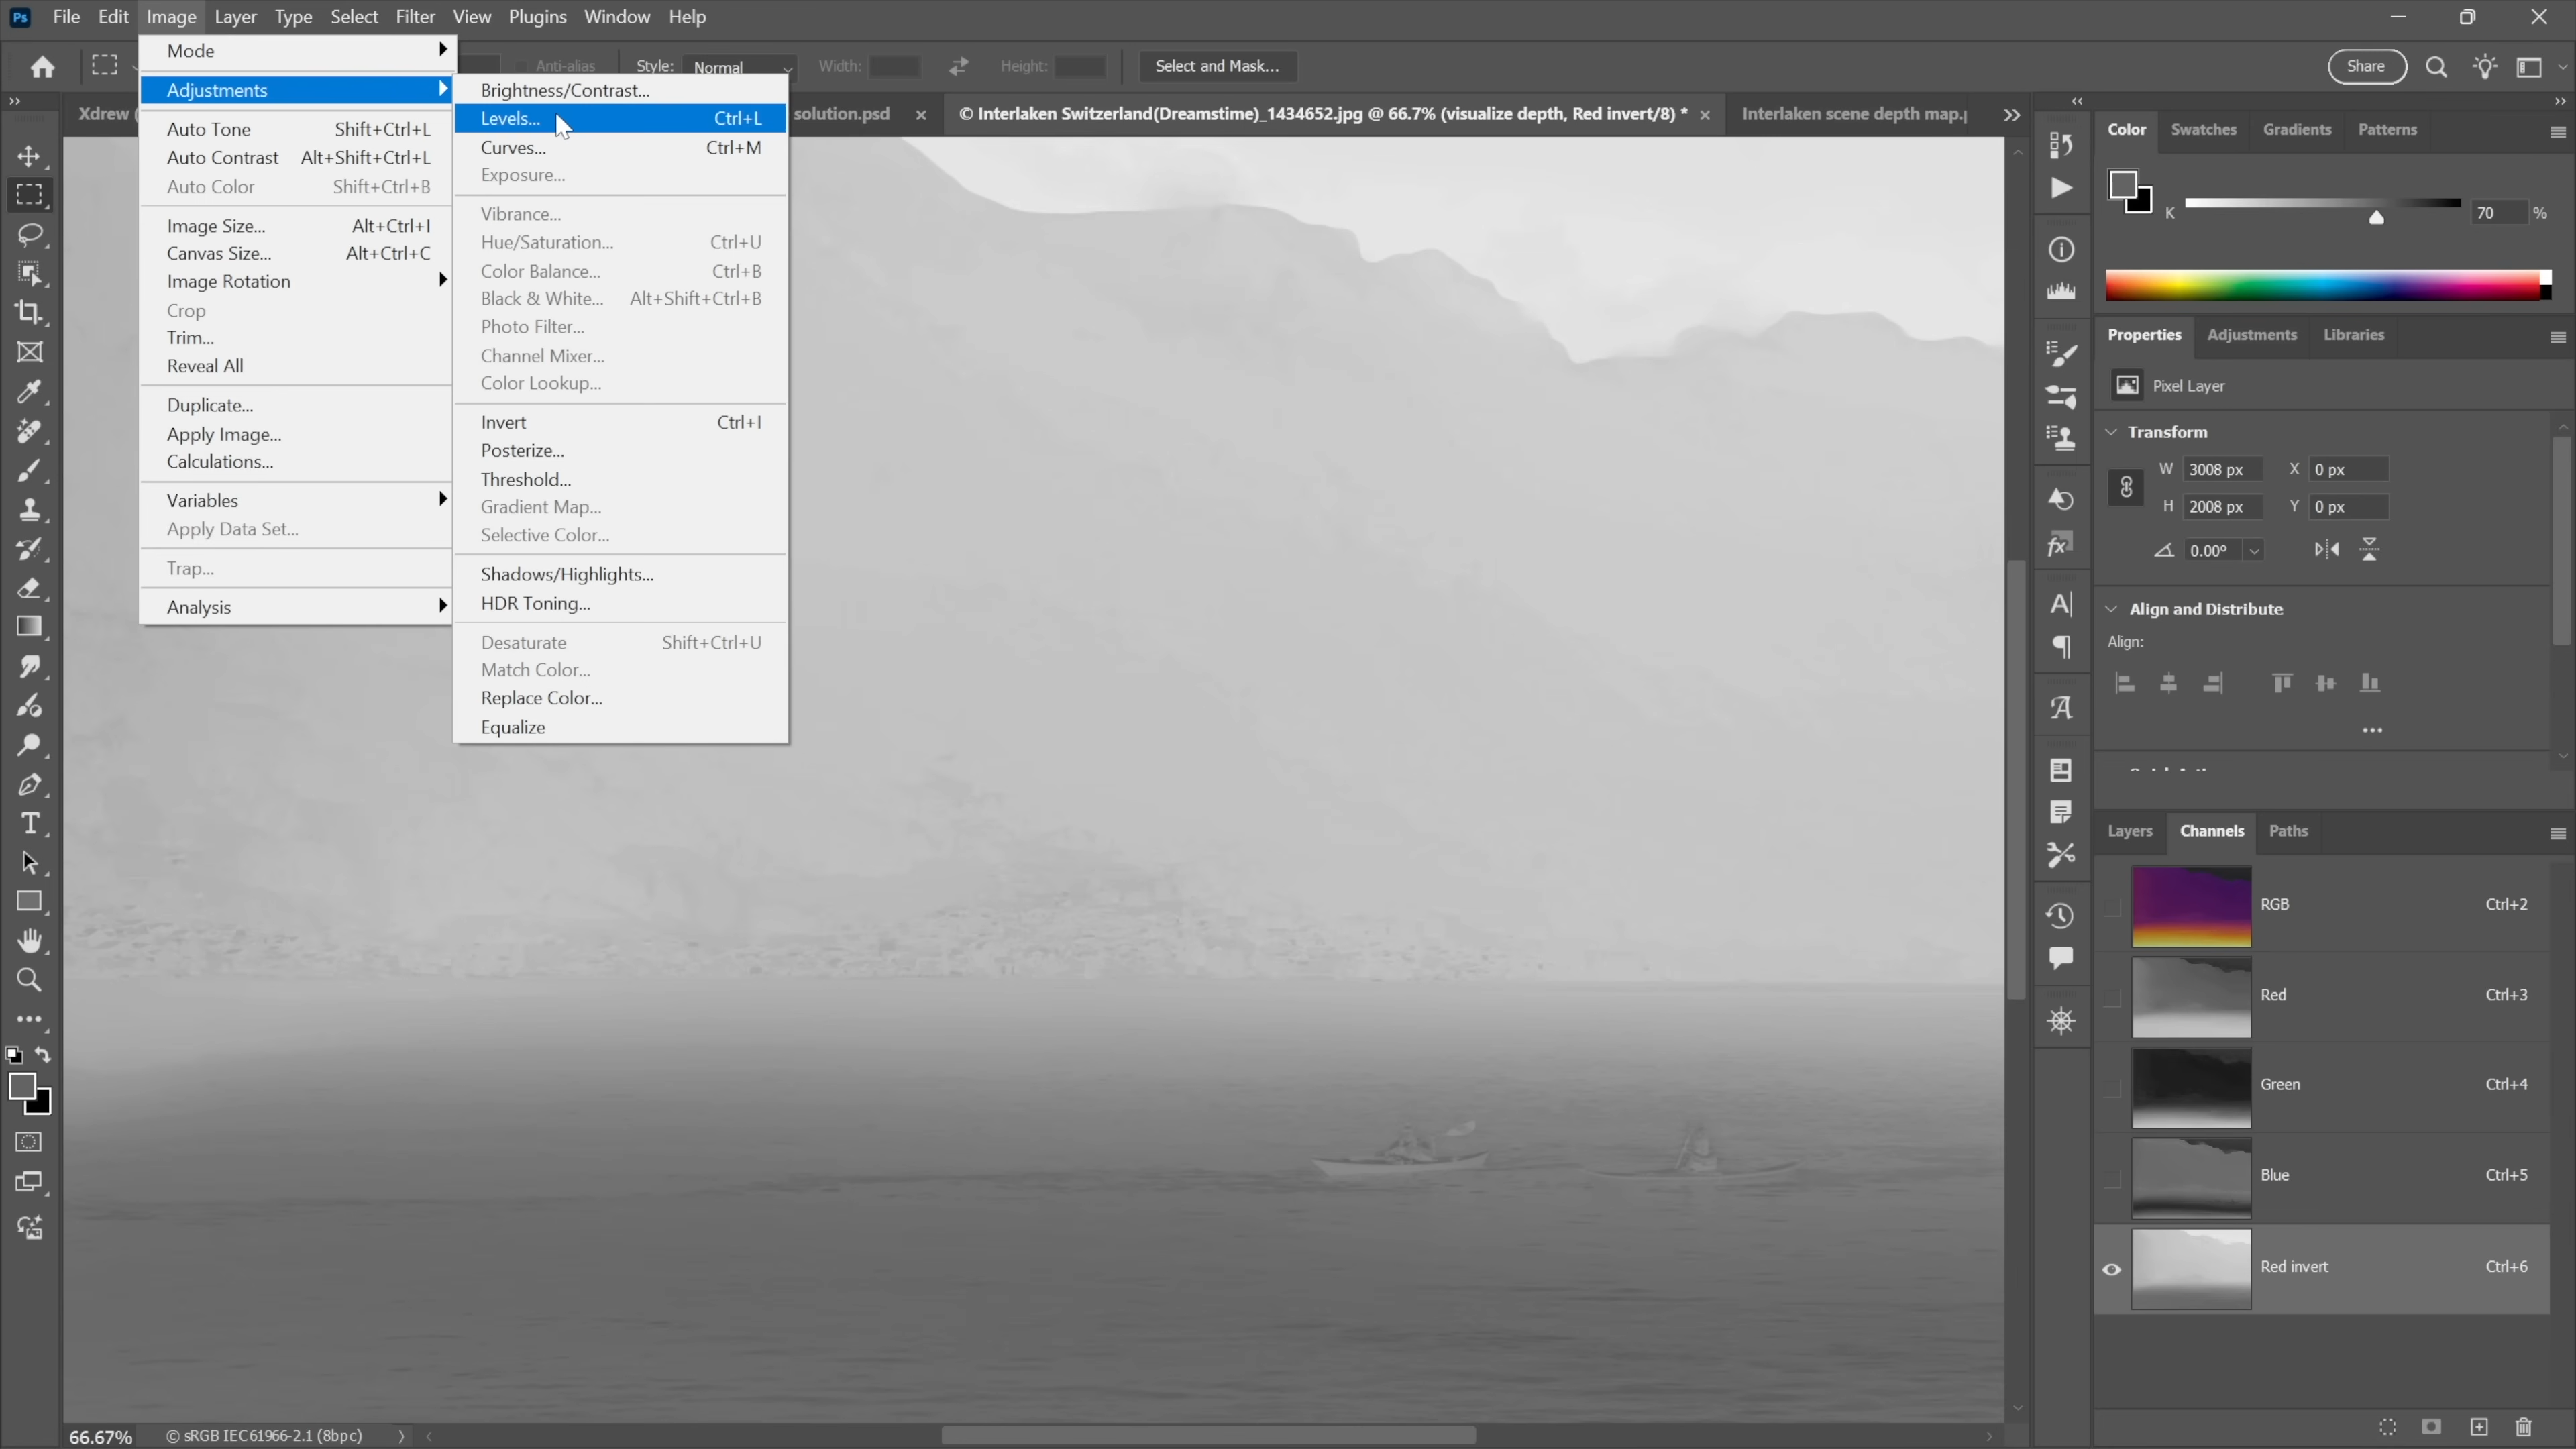 Ps File Edit Image Layer Type Select Filter View Plugins Window Help
Anti-alias Style: Normal Width: Height: Select and Mask... Share
Xdrew ( solution.psd × © Interlaken Switzerland(Dreamstime)_1434652.jpg @ 66.7% (visualize depth, Red invert/8) * × Interlaken scene depth map.p
Mode
Adjustments
Auto Tone Shift+Ctrl+L
Auto Contrast Alt+Shift+Ctrl+L
Auto Color Shift+Ctrl+B
Image Size... Alt+Ctrl+I
Canvas Size... Alt+Ctrl+C
Image Rotation
Crop
Trim...
Reveal All
Duplicate...
Apply Image...
Calculations...
Variables
Apply Data Set...
Trap...
Analysis
Brightness/Contrast...
Levels... Ctrl+L
Curves... Ctrl+M
Exposure...
Vibrance...
Hue/Saturation... Ctrl+U
Color Balance... Ctrl+B
Black & White... Alt+Shift+Ctrl+B
Photo Filter...
Channel Mixer...
Color Lookup...
Invert Ctrl+I
Posterize...
Threshold...
Gradient Map...
Selective Color...
Shadows/Highlights...
HDR Toning...
Desaturate Shift+Ctrl+U
Match Color...
Replace Color...
Equalize
Color Swatches Gradients Patterns
K 70 %
Properties Adjustments Libraries
Pixel Layer
Transform
W 3008 px X 0 px
H 2008 px Y 0 px
0.00°
Align and Distribute
Align:
Layers Channels Paths
RGB Ctrl+2
Red Ctrl+3
Green Ctrl+4
Blue Ctrl+5
Red invert Ctrl+6
66.67% © sRGB IEC61966-2.1 (8bpc)